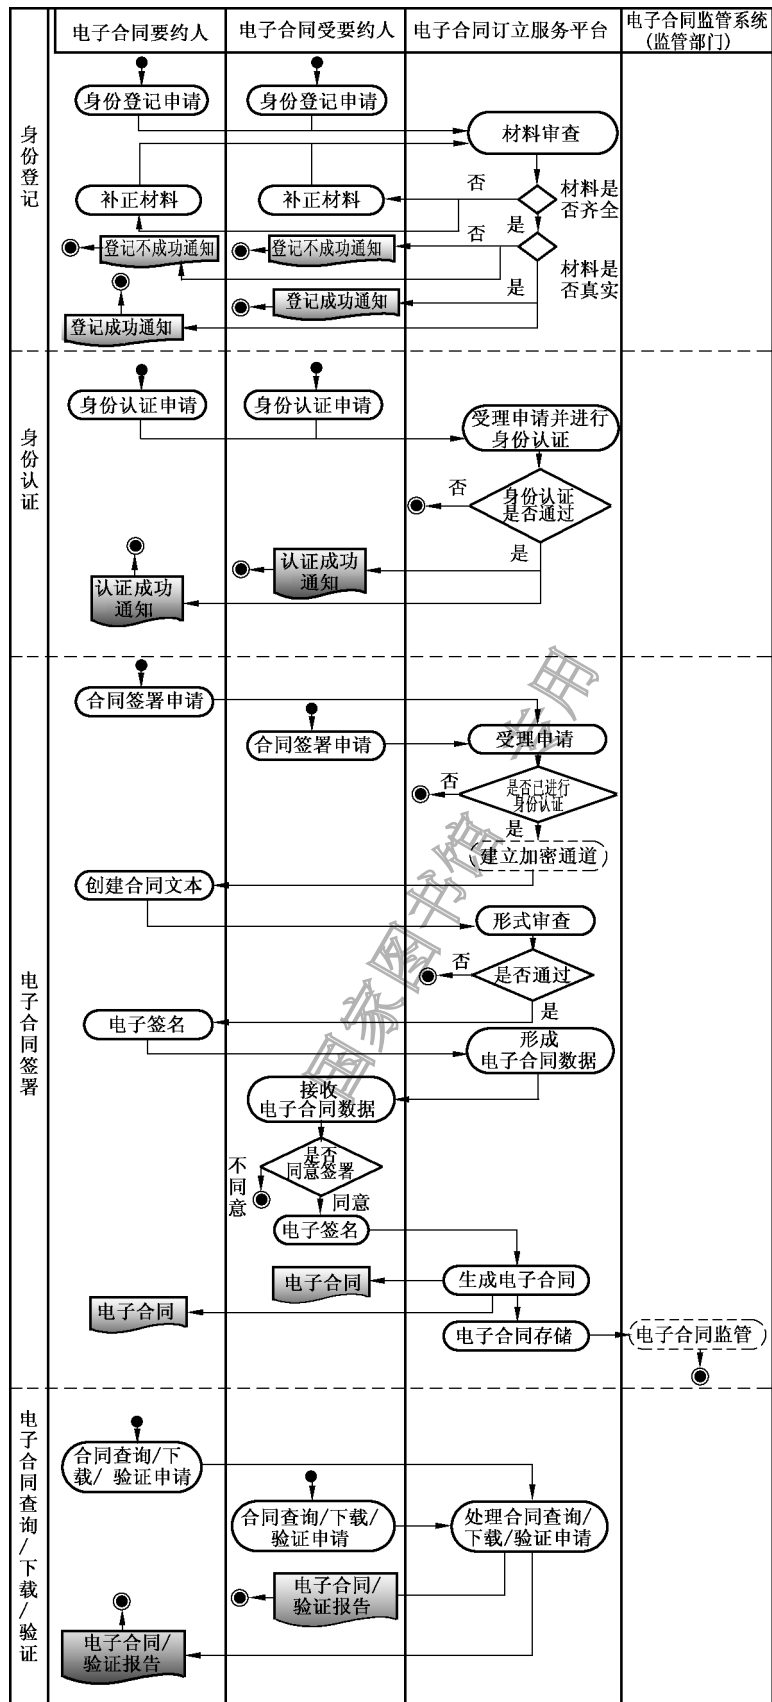 电子合同要约人
电子合同受要约人
电子合同订立服务平台
电子合同监管系统
(监管部门)
身份登记
身份登记申请
身份登记申请
材料审查
补正材料
补正材料
否
材料是
否齐全
是
登记不成功通知
登记不成功通知
否
材料是
否真实
是
登记成功通知
登记成功通知
身份认证
身份认证申请
身份认证申请
受理申请并进行
身份认证
否
身份认证
是否通过
是
认证成功
通知
认证成功
通知
电子合同签署
合同签署申请
合同签署申请
受理申请
否
是否已进行
身份认证
是
建立加密通道
创建合同文本
形式审查
否
是否通过
是
电子签名
形成
电子合同数据
接收
电子合同数据
是否
同意签署
不同意
同意
电子签名
生成电子合同
电子合同
电子合同
电子合同存储
电子合同监管
电子合同查询/下载/验证
合同查询/下
载/ 验证申请
合同查询/下载/
验证申请
处理合同查询/
下载/验证申请
电子合同/
验证报告
电子合同/
验证报告
国家图书馆 专用